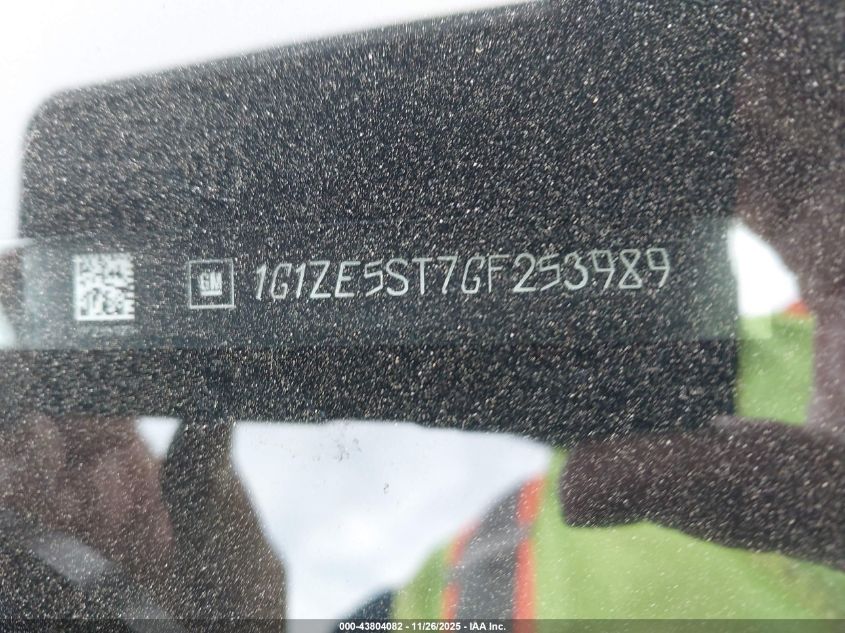 GM 1G1ZE5ST7GF253989
000-43804082 - 11/26/2025 - IAA Inc.